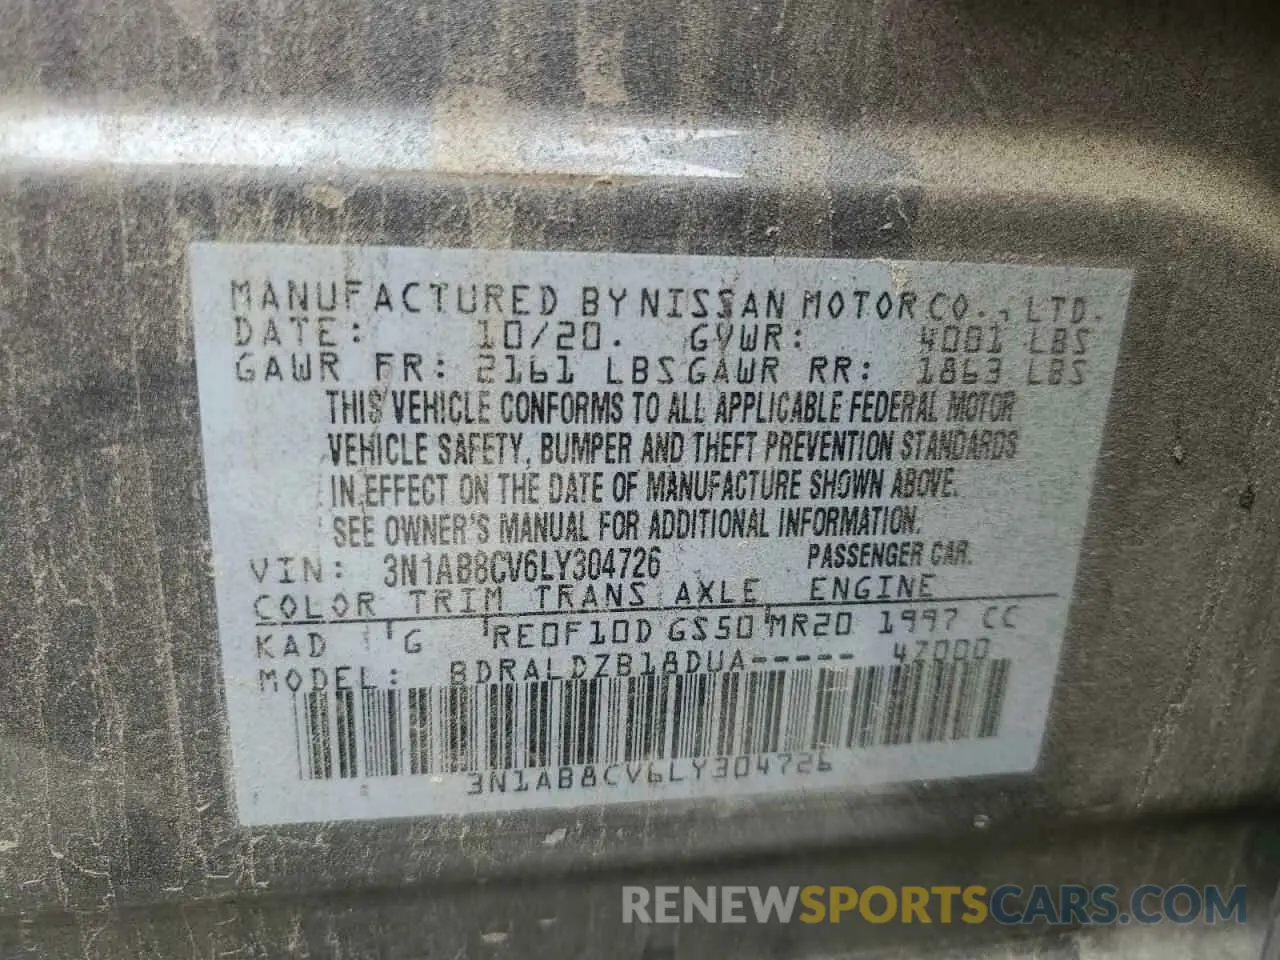 MANUFACTURED BY NISSAN MOTOR CO., LTD.
DATE: 10/20. GVWR: 4001 LBS
GAWR FR: 2161 LBS GAWR RR: 1863 LBS
THIS VEHICLE CONFORMS TO ALL APPLICABLE FEDERAL MOTOR
VEHICLE SAFETY, BUMPER AND THEFT PREVENTION STANDARDS
IN EFFECT ON THE DATE OF MANUFACTURE SHOWN ABOVE.
SEE OWNER'S MANUAL FOR ADDITIONAL INFORMATION.
VIN: 3N1AB8CV6LY304726 PASSENGER CAR.
COLOR TRIM TRANS AXLE ENGINE
KAD G RE0F10D GS50 MR20 1997 CC
MODEL: BDRALDZB18DUA----- 47000
3N1AB8CV6LY304726
RENEWSPORTSCARS.COM